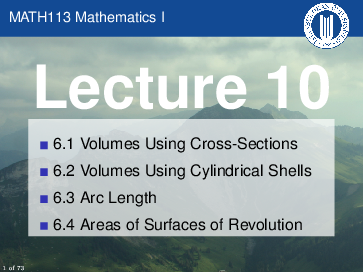 MATH113 Mathematics I
Lecture 10
6.1 Volumes Using Cross-Sections
6.2 Volumes Using Cylindrical Shells
6.3 Arc Length
6.4 Areas of Surfaces of Revolution
1 of 73